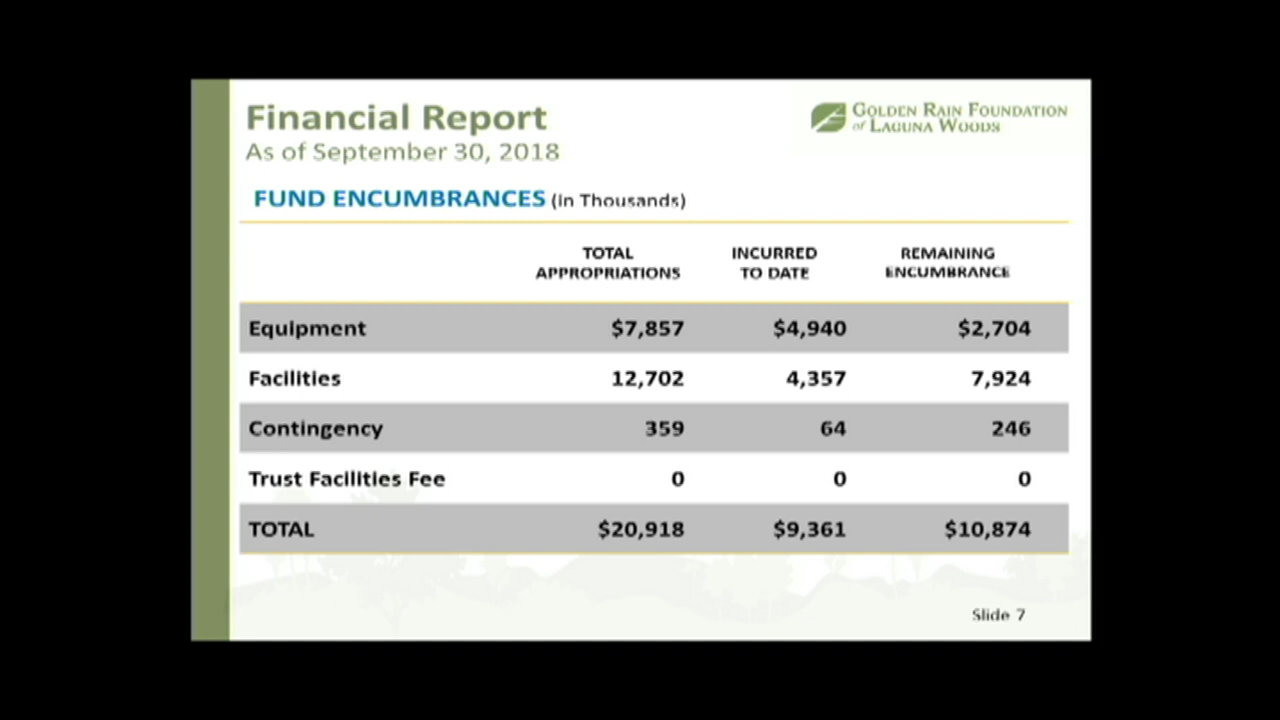 Financial Report
As of September 30, 2018
GOLDEN RAIN FOUNDATION
of LAGUNA WOODS
FUND ENCUMBRANCES (in Thousands)
TOTAL APPROPRIATIONS INCURRED TO DATE REMAINING ENCUMBRANCE
Equipment $7,857 $4,940 $2,704
Facilities 12,702 4,357 7,924
Contingency 359 64 246
Trust Facilities Fee 0 0 0
TOTAL $20,918 $9,361 $10,874
Slide 7